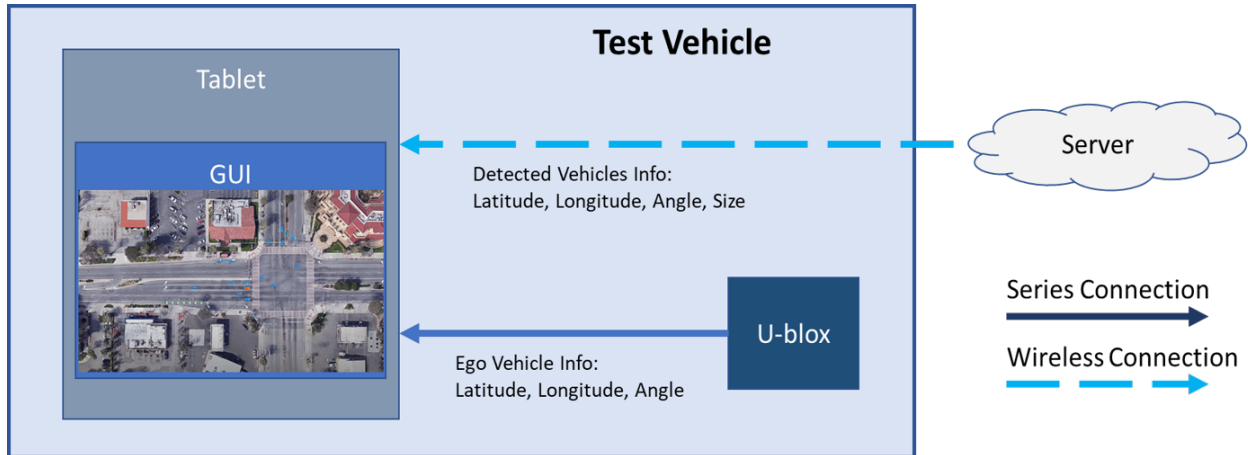 Test Vehicle
Tablet
GUI
Detected Vehicles Info:
Latitude, Longitude, Angle, Size
Server
U-blox
Ego Vehicle Info:
Latitude, Longitude, Angle
Series Connection
Wireless Connection